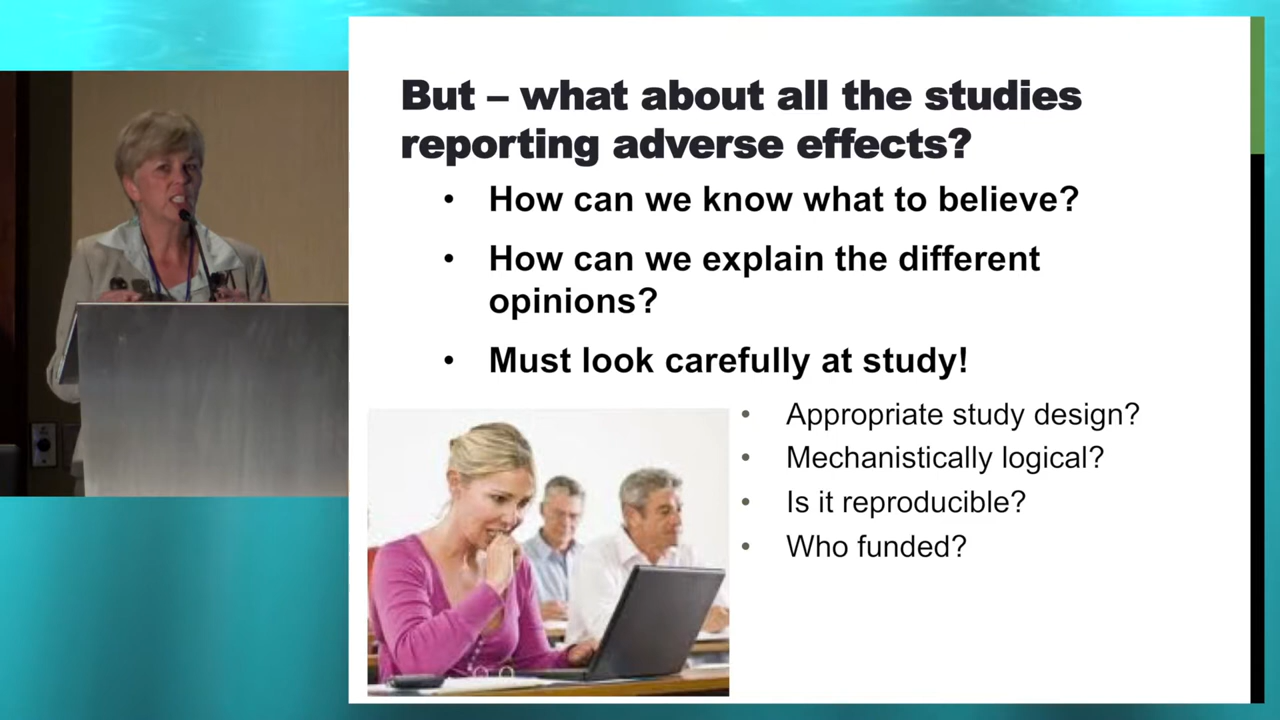 But – what about all the studies
reporting adverse effects?
• How can we know what to believe?
• How can we explain the different
opinions?
• Must look carefully at study!
• Appropriate study design?
• Mechanistically logical?
• Is it reproducible?
• Who funded?